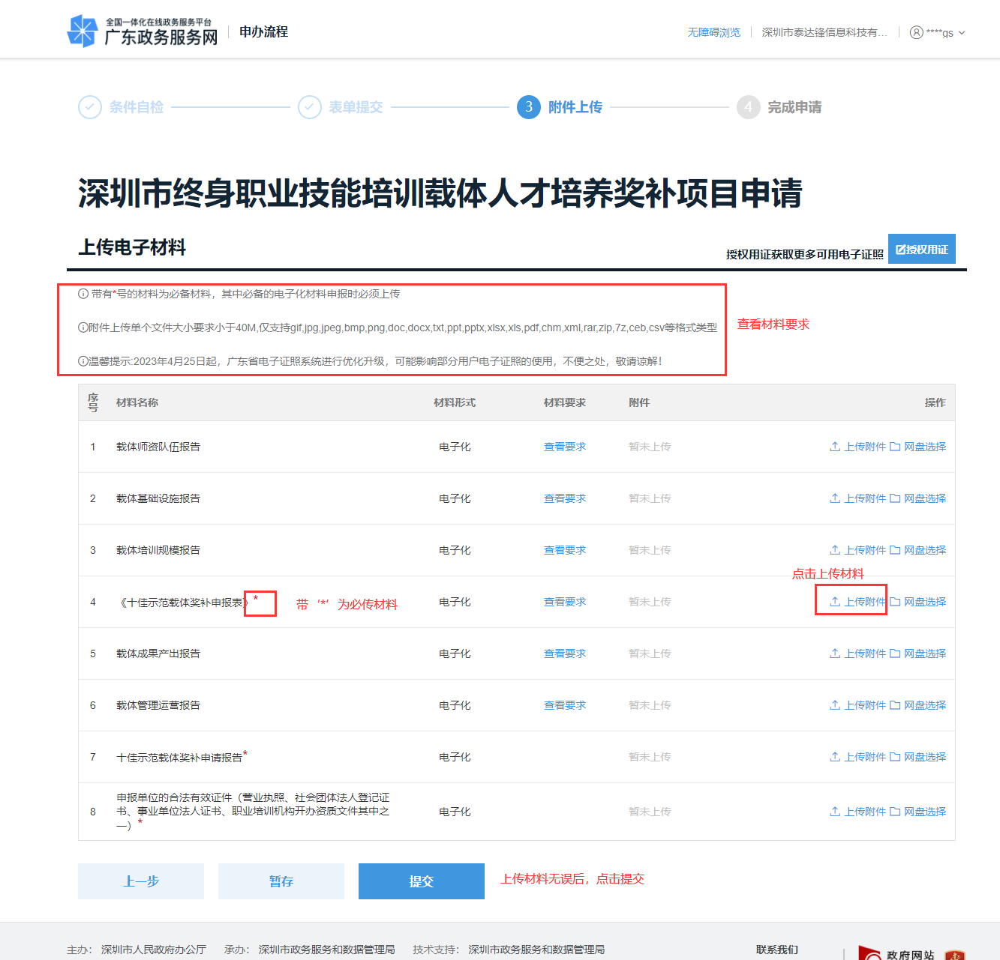 全国一体化在线政务服务平台
广东政务服务网
申办流程
无障碍浏览
深圳市泰达锋信息科技有...
****gs
条件自检
表单提交
3 附件上传
4 完成申请
深圳市终身职业技能培训载体人才培养奖补项目申请
上传电子材料
授权用证获取更多可用电子证照
授权用证
带有*号的材料为必备材料，其中必备的电子化材料申报时必须上传
附件上传单个文件大小要求小于40M,仅支持gif,jpg,jpeg,bmp,png,doc,docx,txt,ppt,pptx,xlsx,xls,pdf,chm,xml,rar,zip,7z,ceb,csv等格式类型
查看材料要求
温馨提示:2023年4月25日起，广东省电子证照系统进行优化升级，可能影响部分用户电子证照的使用，不便之处，敬请谅解！
序号 材料名称 材料形式 材料要求 附件 操作
1 载体师资队伍报告 电子化 查看要求 暂未上传 上传附件 网盘选择
2 载体基础设施报告 电子化 查看要求 暂未上传 上传附件 网盘选择
3 载体培训规模报告 电子化 查看要求 暂未上传 上传附件 网盘选择
点击上传材料
4 《十佳示范载体奖补申报表》* 带‘*’为必传材料 电子化 查看要求 暂未上传 上传附件 网盘选择
5 载体成果产出报告 电子化 查看要求 暂未上传 上传附件 网盘选择
6 载体管理运营报告 电子化 查看要求 暂未上传 上传附件 网盘选择
7 十佳示范载体奖补申请报告* 电子化 暂未上传 上传附件 网盘选择
申报单位的合法有效证件（营业执照、社会团体法人登记证
8 书、事业单位法人证书、职业培训机构开办资质文件其中之 电子化 暂未上传 上传附件 网盘选择
一）*
上一步
暂存
提交
上传材料无误后，点击提交
主办： 深圳市人民政府办公厅 承办： 深圳市政务服务和数据管理局 技术支持： 深圳市政务服务和数据管理局
联系我们
政府网站